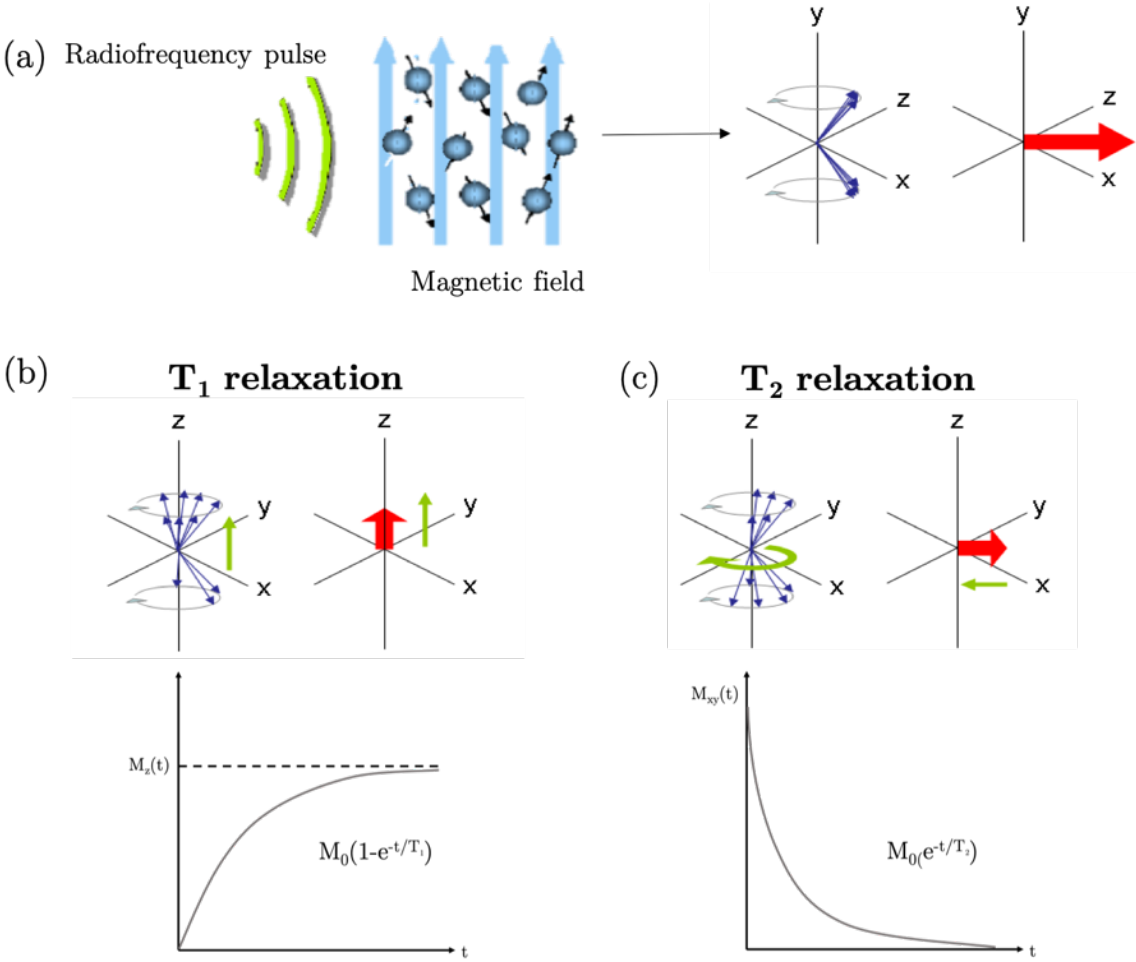 (a) Radiofrequency pulse
y
z
x
y
z
x
Magnetic field
(b) T₁ relaxation
z
y
x
z
y
x
Mz(t)
M₀(1-e^-t/T₁)
t
(c) T₂ relaxation
z
y
x
z
y
x
Mxy(t)
M₀(e^-t/T₂)
t